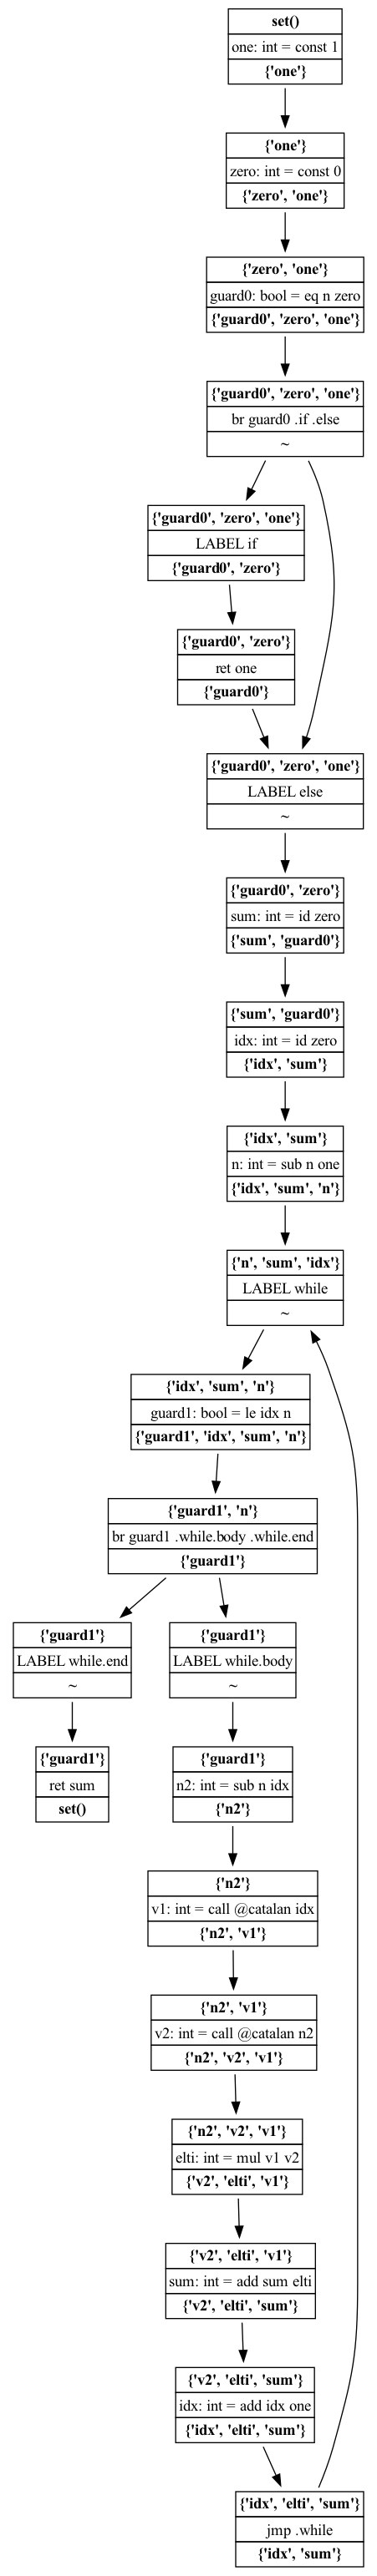 set()
one: int = const 1
{'one'}
{'one'}
zero: int = const 0
{'zero', 'one'}
{'zero', 'one'}
guard0: bool = eq n zero
{'guard0', 'zero', 'one'}
{'guard0', 'zero', 'one'}
br guard0 .if .else
~
{'guard0', 'zero', 'one'}
LABEL if
{'guard0', 'zero'}
{'guard0', 'zero'}
ret one
{'guard0'}
{'guard0', 'zero', 'one'}
LABEL else
~
{'guard0', 'zero'}
sum: int = id zero
{'sum', 'guard0'}
{'sum', 'guard0'}
idx: int = id zero
{'idx', 'sum'}
{'idx', 'sum'}
n: int = sub n one
{'idx', 'sum', 'n'}
{'n', 'sum', 'idx'}
LABEL while
~
{'idx', 'sum', 'n'}
guard1: bool = le idx n
{'guard1', 'idx', 'sum', 'n'}
{'guard1', 'n'}
br guard1 .while.body .while.end
{'guard1'}
{'guard1'}
LABEL while.end
~
{'guard1'}
ret sum
set()
{'guard1'}
LABEL while.body
~
{'guard1'}
n2: int = sub n idx
{'n2'}
{'n2'}
v1: int = call @catalan idx
{'n2', 'v1'}
{'n2', 'v1'}
v2: int = call @catalan n2
{'n2', 'v2', 'v1'}
{'n2', 'v2', 'v1'}
elti: int = mul v1 v2
{'v2', 'elti', 'v1'}
{'v2', 'elti', 'v1'}
sum: int = add sum elti
{'v2', 'elti', 'sum'}
{'v2', 'elti', 'sum'}
idx: int = add idx one
{'idx', 'elti', 'sum'}
{'idx', 'elti', 'sum'}
jmp .while
{'idx', 'sum'}